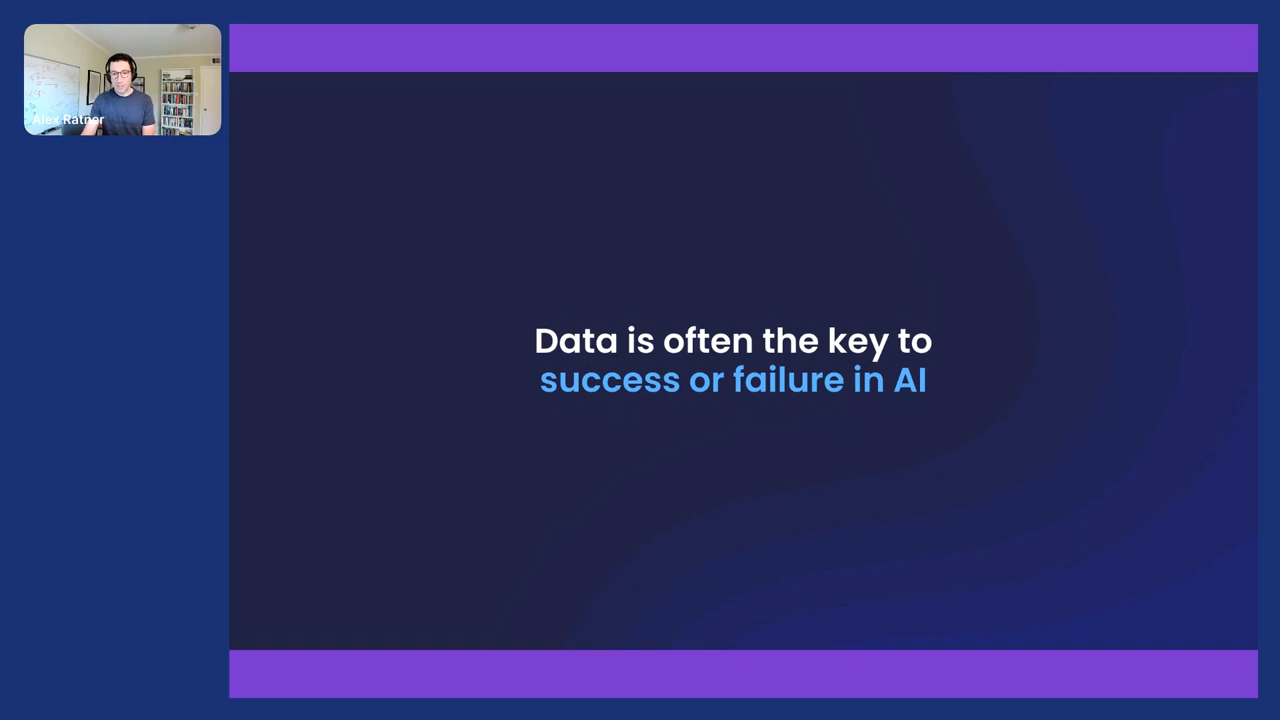 Alex Ratner
Data is often the key to
success or failure in AI